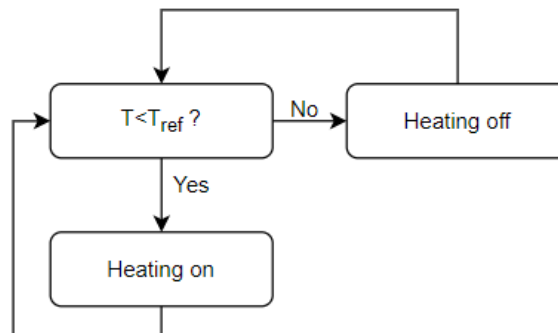 T<Tref ?
No
Heating off
Yes
Heating on